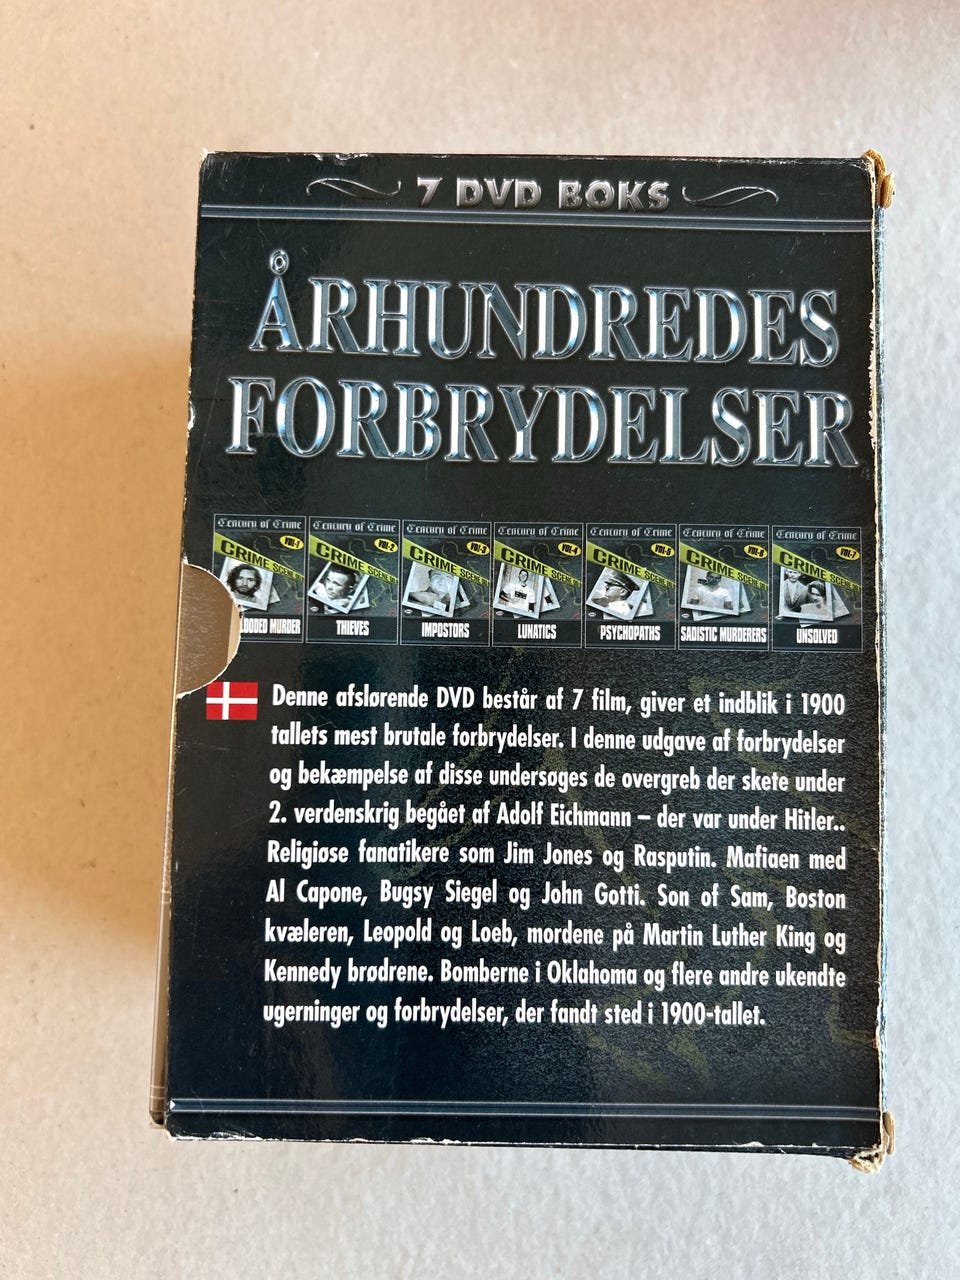 7 DVD BOKS
ÅRHUNDREDES
FORBRYDELSER
Century of Crime Century of Crime Century of Crime Century of Crime Century of Crime Century of Crime Century of Crime
VOL-1 VOL-2 VOL-3 VOL-4 VOL-5 VOL-6 VOL-7
CRIME SCENE CRIME SCENE CRIME SCENE CRIME SCENE CRIME SCENE CRIME SCENE CRIME SCENE
LOODED MURDER THIEVES IMPOSTORS LUNATICS PSYCHOPATHS SADISTIC MURDERERS UNSOLVED
Denne afslørende DVD består af 7 film, giver et indblik i 1900
tallets mest brutale forbrydelser. I denne udgave af forbrydelser
og bekæmpelse af disse undersøges de overgreb der skete under
2. verdenskrig begået af Adolf Eichmann – der var under Hitler..
Religiøse fanatikere som Jim Jones og Rasputin. Mafiaen med
Al Capone, Bugsy Siegel og John Gotti. Son of Sam, Boston
kvæleren, Leopold og Loeb, mordene på Martin Luther King og
Kennedy brødrene. Bomberne i Oklahoma og flere andre ukendte
ugerninger og forbrydelser, der fandt sted i 1900-tallet.